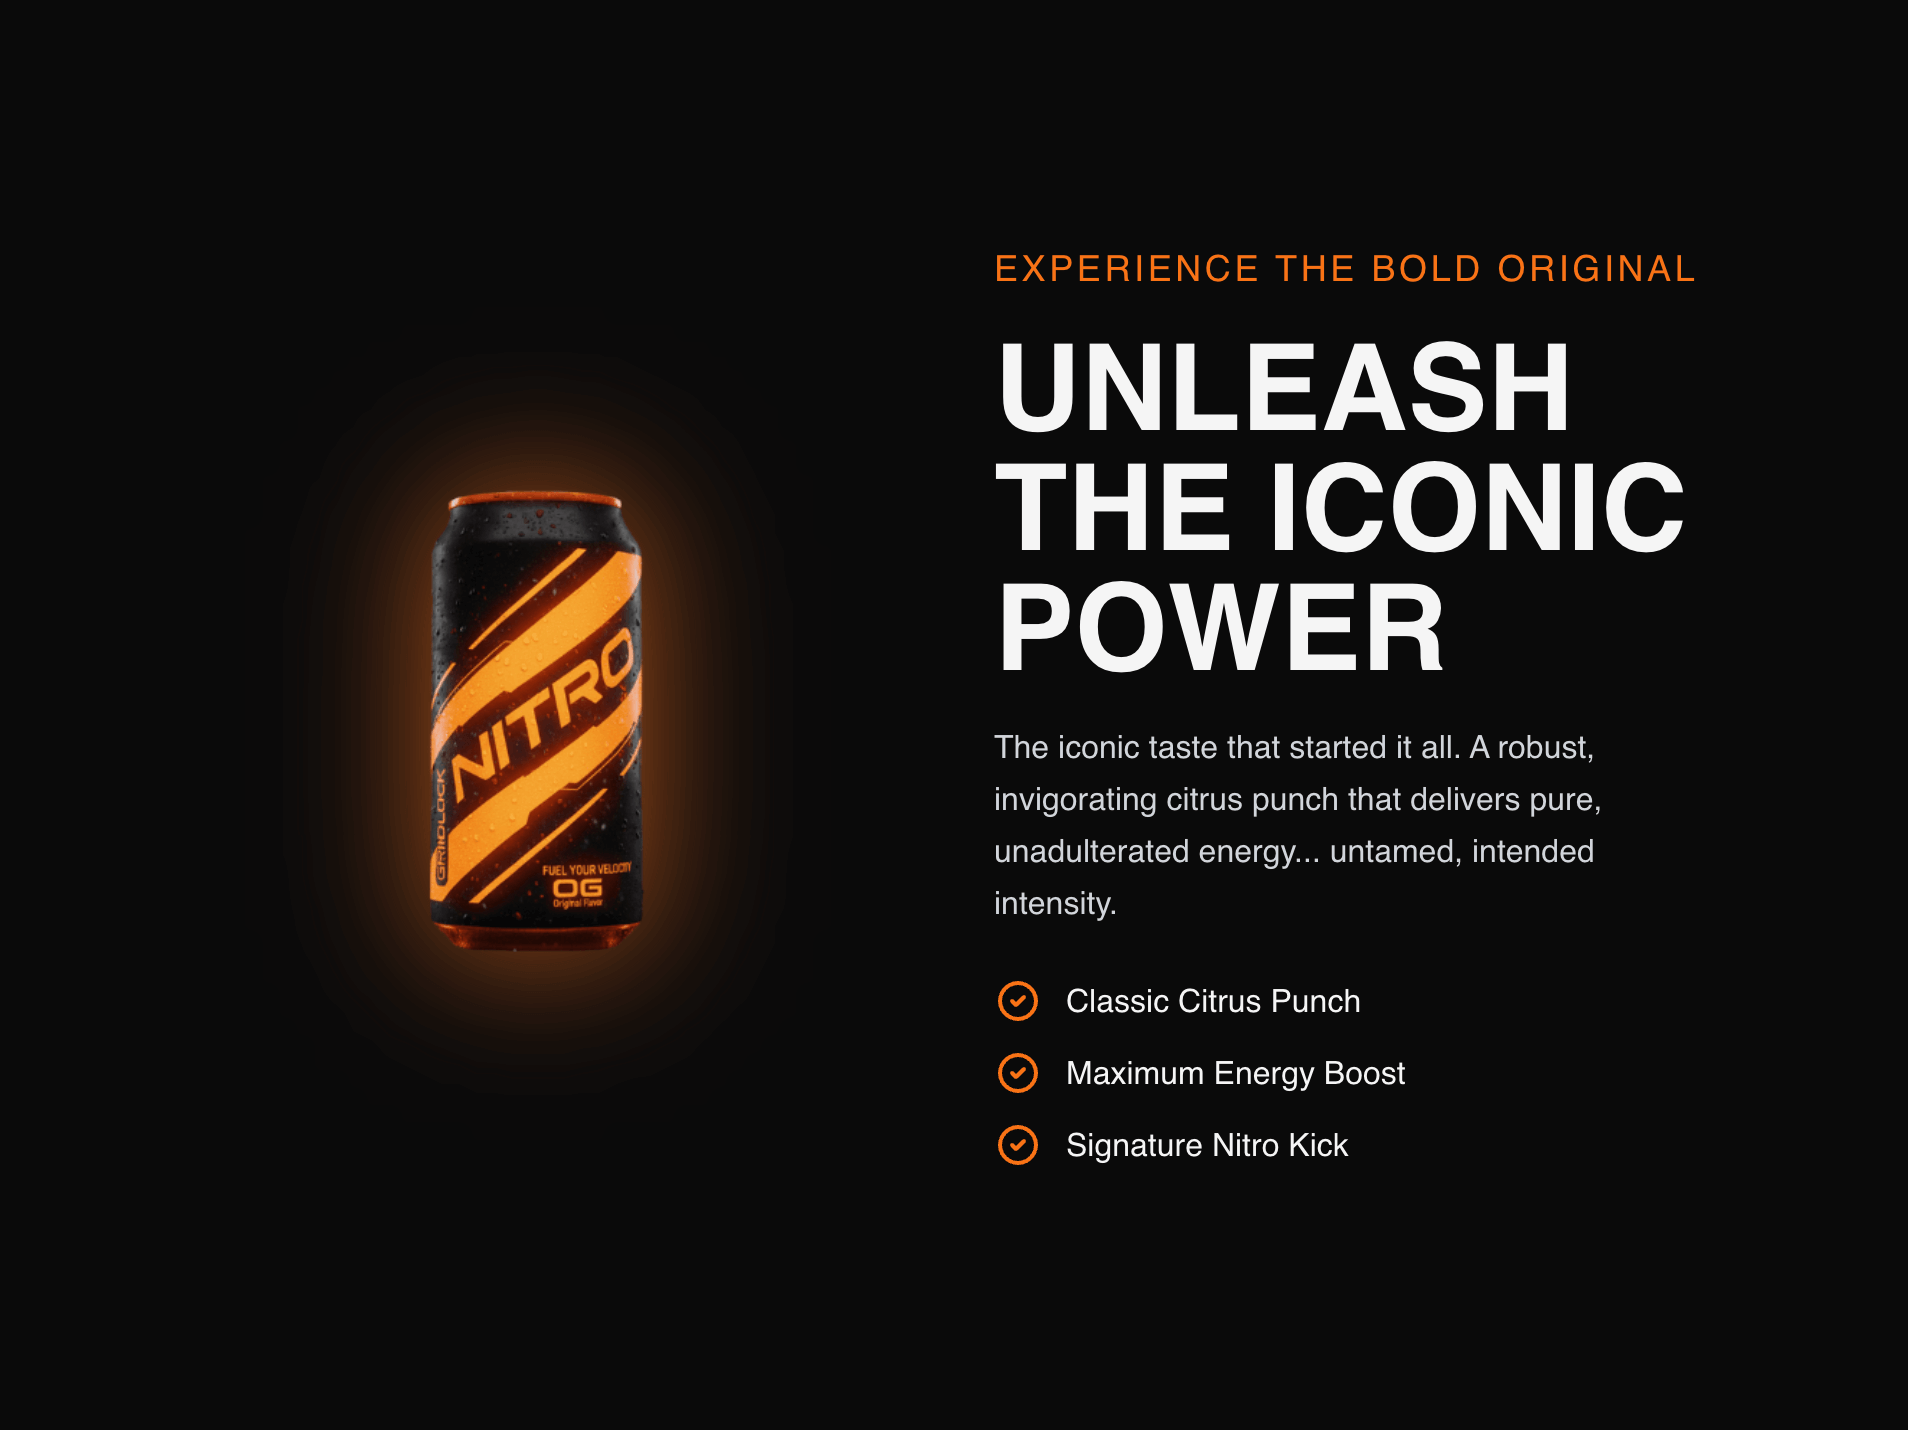 EXPERIENCE THE BOLD ORIGINAL
UNLEASH
THE ICONIC
POWER
The iconic taste that started it all. A robust,
invigorating citrus punch that delivers pure,
unadulterated energy... untamed, intended
intensity.
Classic Citrus Punch
Maximum Energy Boost
Signature Nitro Kick
NITRO
GRIDLOCK
FUEL YOUR VELOCITY
OG
Original Flavor